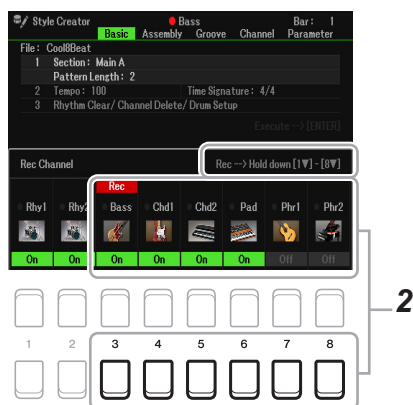 Style Creator Bass Bar: 1
Basic Assembly Groove Channel Parameter
File: Cool8Beat
1 Section: Main A
Pattern Length: 2
2 Tempo: 100 Time Signature: 4/4
3 Rhythm Clear/ Channel Delete/ Drum Setup
Execute --> [ENTER]
Rec Channel Rec --> Hold down [1▼] - [8▼]
Rec
Rhy1 Rhy2 Bass Chd1 Chd2 Pad Phr1 Phr2
On On On On On On Off Off
2
1 2 3 4 5 6 7 8